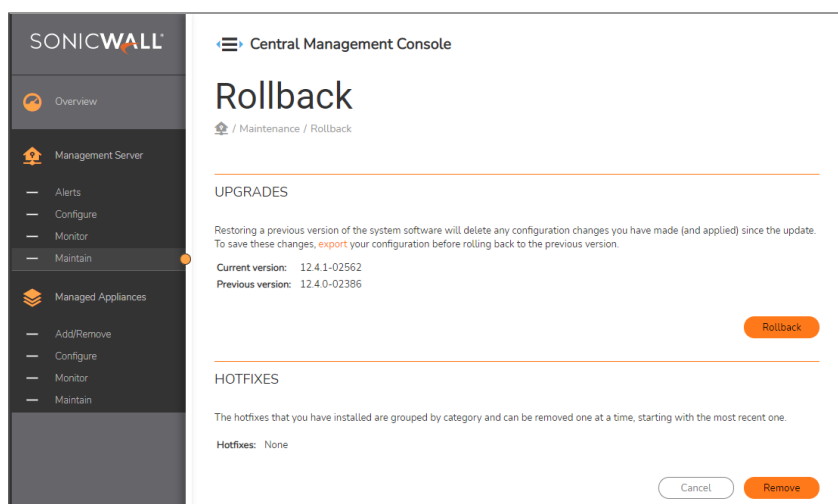 SONICWALL
Central Management Console
Overview
Management Server
Alerts
Configure
Monitor
Maintain
Managed Appliances
Add/Remove
Configure
Monitor
Maintain
Rollback
/ Maintenance / Rollback
UPGRADES
Restoring a previous version of the system software will delete any configuration changes you have made (and applied) since the update.
To save these changes, export your configuration before rolling back to the previous version.
Current version: 12.4.1-02562
Previous version: 12.4.0-02386
Rollback
HOTFIXES
The hotfixes that you have installed are grouped by category and can be removed one at a time, starting with the most recent one.
Hotfixes: None
Cancel
Remove